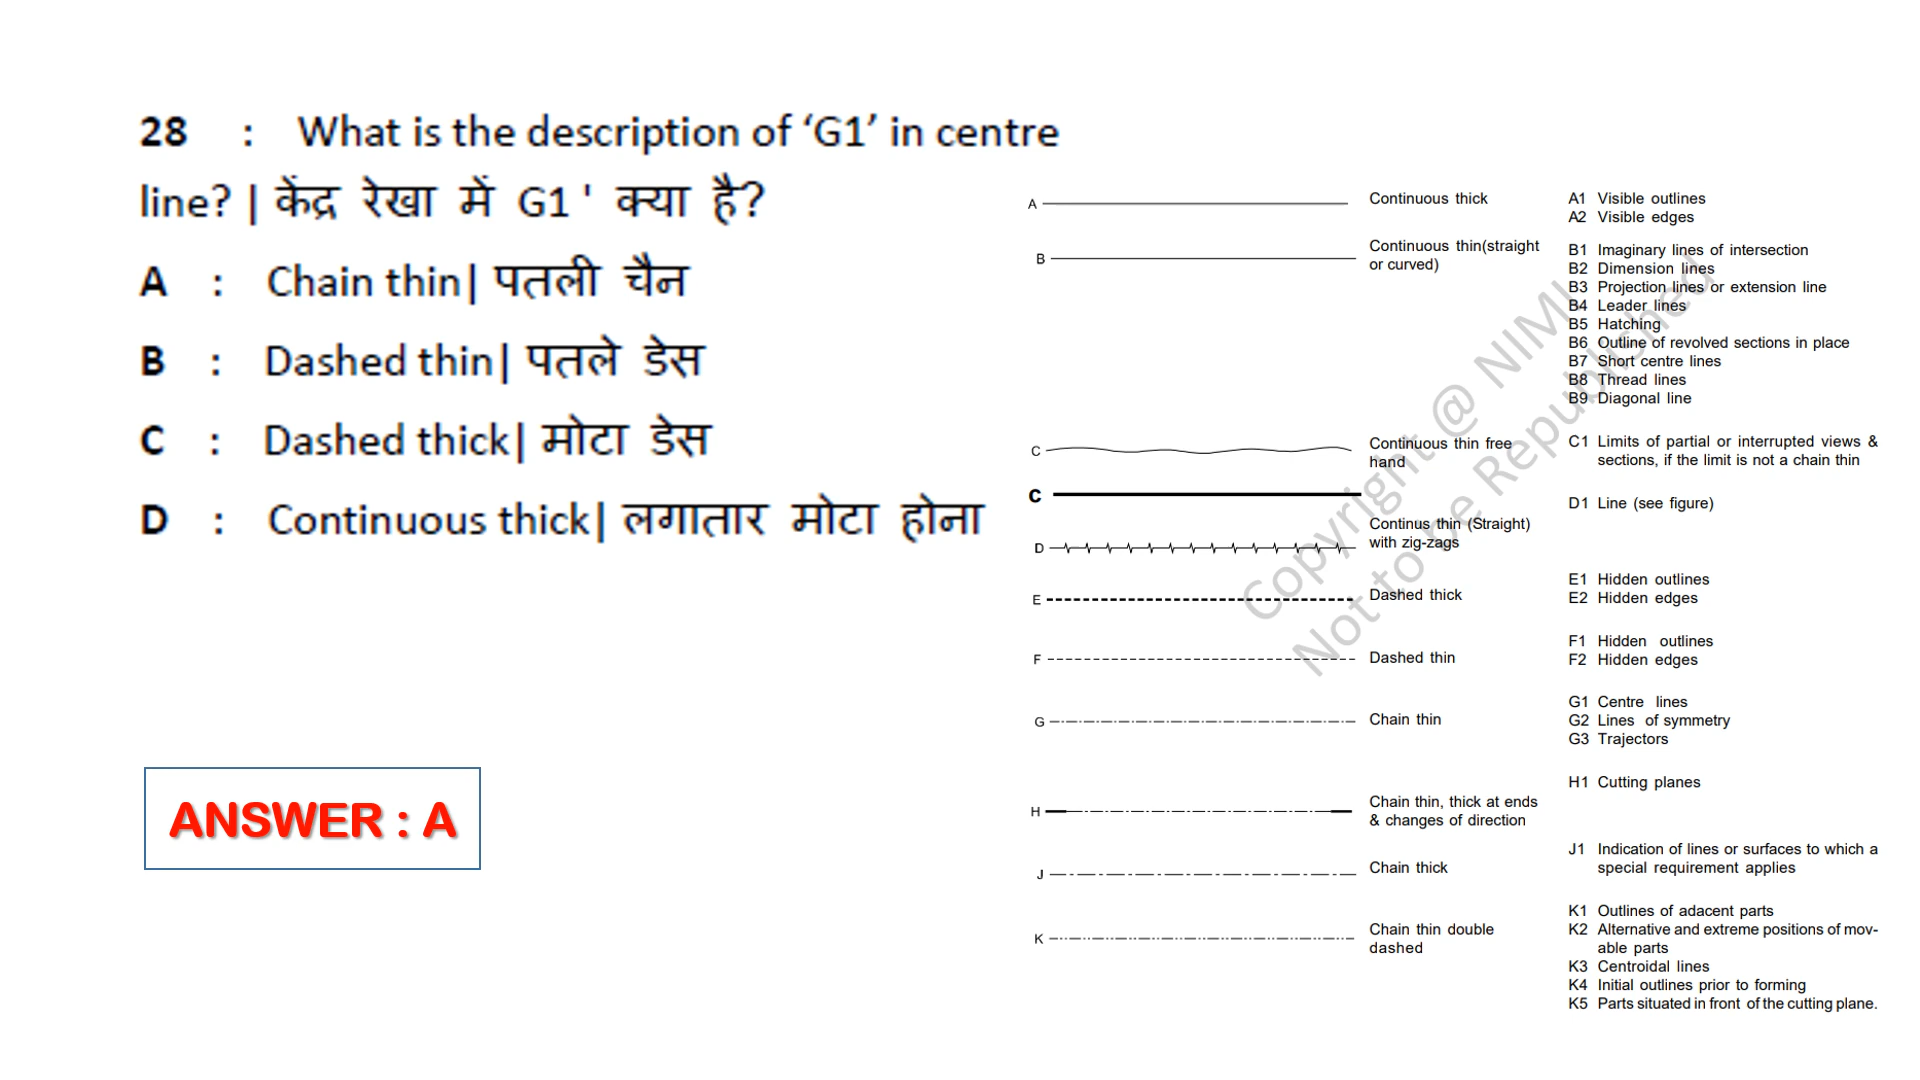 28 : What is the description of ‘G1’ in centre
line? | केंद्र रेखा में G1 ' क्या है?
A : Chain thin| पतली चैन
B : Dashed thin| पतले डेस
C : Dashed thick| मोटा डेस
D : Continuous thick| लगातार मोटा होना
ANSWER : A
A Continuous thick A1 Visible outlines
A2 Visible edges
B Continuous thin(straight
or curved)
B1 Imaginary lines of intersection
B2 Dimension lines
B3 Projection lines or extension line
B4 Leader lines
B5 Hatching
B6 Outline of revolved sections in place
B7 Short centre lines
B8 Thread lines
B9 Diagonal line
C Continuous thin free
hand
C1 Limits of partial or interrupted views &
sections, if the limit is not a chain thin
C
D Continus thin (Straight)
with zig-zags
D1 Line (see figure)
E Dashed thick
E1 Hidden outlines
E2 Hidden edges
F Dashed thin
F1 Hidden outlines
F2 Hidden edges
G Chain thin
G1 Centre lines
G2 Lines of symmetry
G3 Trajectors
H Chain thin, thick at ends
& changes of direction
H1 Cutting planes
J Chain thick
J1 Indication of lines or surfaces to which a
special requirement applies
K Chain thin double
dashed
K1 Outlines of adacent parts
K2 Alternative and extreme positions of mov-
able parts
K3 Centroidal lines
K4 Initial outlines prior to forming
K5 Parts situated in front of the cutting plane.
Copyright @ NIMI
Not to be Republished